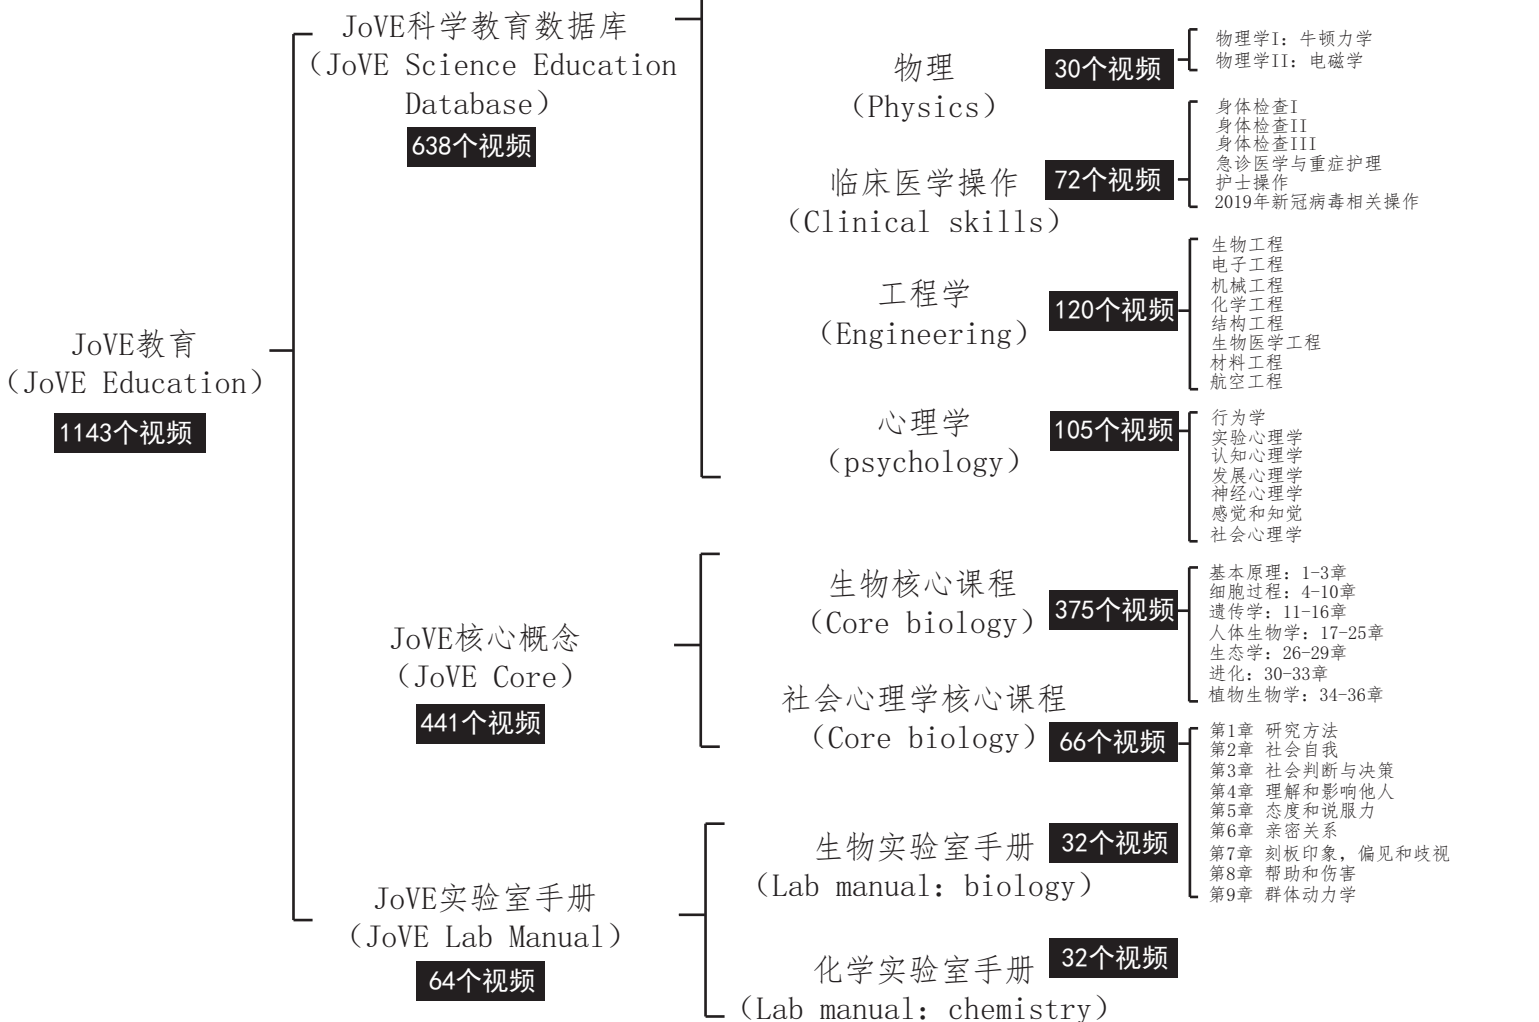 JoVE教育
（JoVE Education）
1143个视频
JoVE科学教育数据库
（JoVE Science Education
Database）
638个视频
物理
（Physics）
30个视频
物理学I: 牛顿力学
物理学II: 电磁学
临床医学操作
（Clinical skills）
72个视频
身体检查I
身体检查II
身体检查III
急诊医学与重症护理
护士操作
2019年新冠病毒相关操作
工程学
（Engineering）
120个视频
生物工程
电子工程
机械工程
化学工程
结构工程
生物医学工程
材料工程
航空工程
心理学
（psychology）
105个视频
行为学
实验心理学
认知心理学
发展心理学
神经心理学
感觉和知觉
社会心理学
JoVE核心概念
（JoVE Core）
441个视频
生物核心课程
（Core biology）
375个视频
基本原理: 1-3章
细胞过程: 4-10章
遗传学: 11-16章
人体生物学: 17-25章
生态学: 26-29章
进化: 30-33章
植物生物学: 34-36章
社会心理学核心课程
（Core biology）
66个视频
第1章 研究方法
第2章 社会自我
第3章 社会判断与决策
第4章 理解和影响他人
第5章 态度和说服力
第6章 亲密关系
第7章 刻板印象, 偏见和歧视
第8章 帮助和伤害
第9章 群体动力学
JoVE实验室手册
（JoVE Lab Manual）
64个视频
生物实验室手册
（Lab manual: biology）
32个视频
化学实验室手册
（Lab manual: chemistry）
32个视频